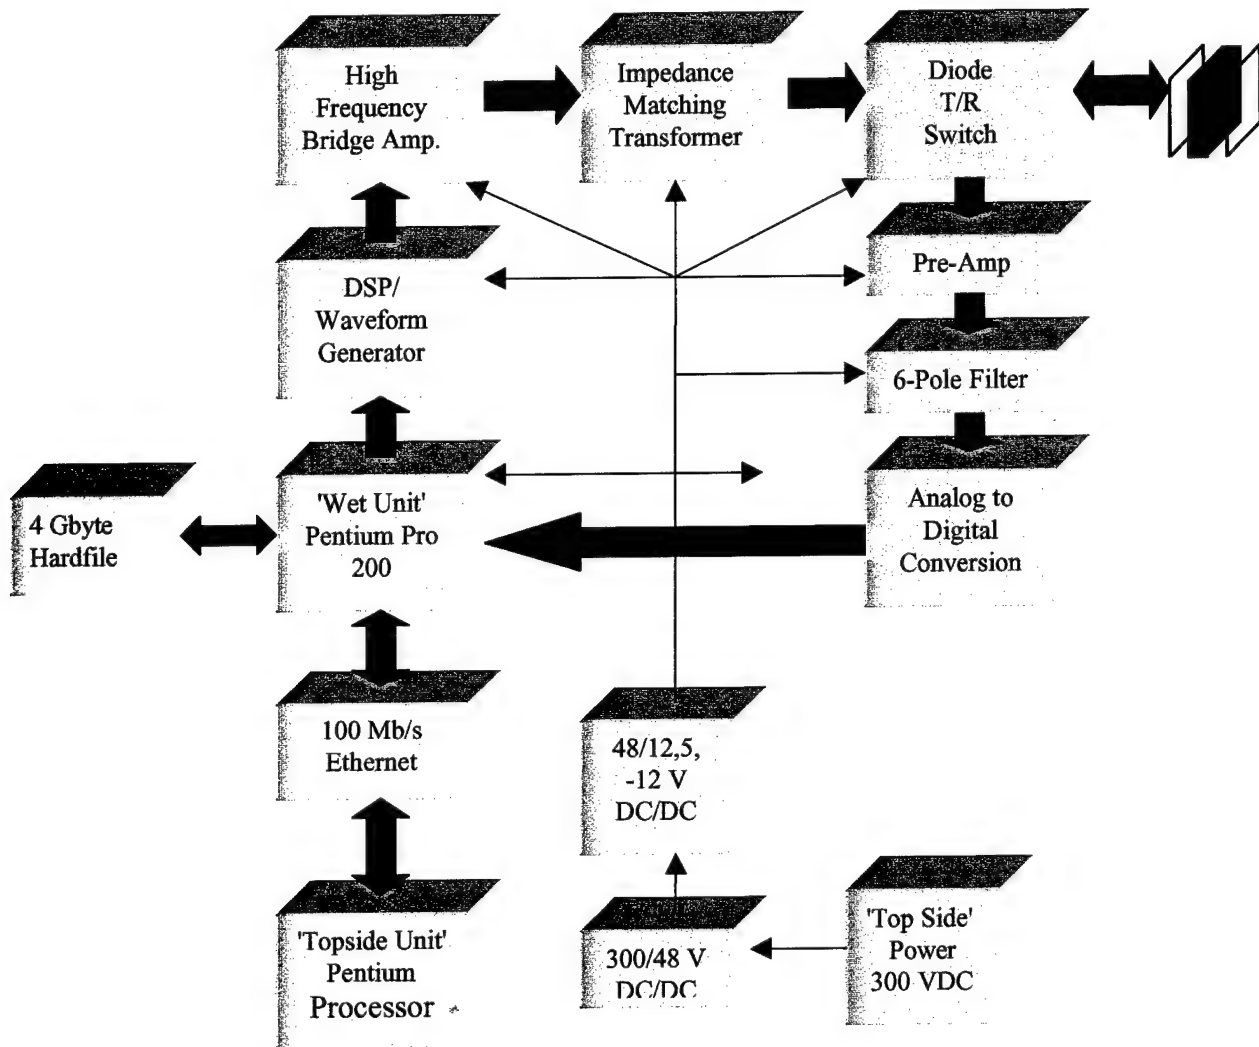 High
Frequency
Bridge Amp.
Impedance
Matching
Transformer
Diode
T/R
Switch
DSP/
Waveform
Generator
Pre-Amp
6-Pole Filter
4 Gbyte
Hardfile
'Wet Unit'
Pentium Pro
200
Analog to
Digital
Conversion
100 Mb/s
Ethernet
48/12,5,
-12 V
DC/DC
'Topside Unit'
Pentium
Processor
300/48 V
DC/DC
'Top Side'
Power
300 VDC